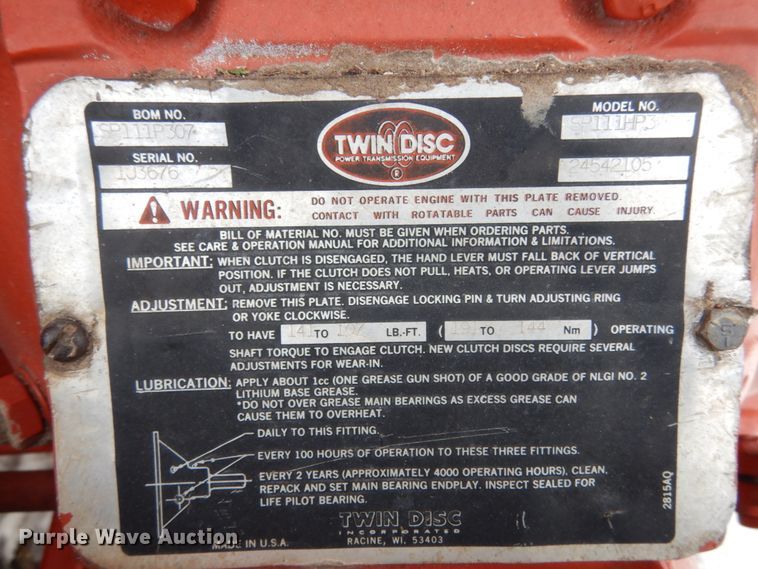 BOM NO.
SP111P307
MODEL NO.
SP111HP3
TWIN DISC
POWER TRANSMISSION EQUIPMENT
®
SERIAL NO.
1J3676
24542105
WARNING:
DO NOT OPERATE ENGINE WITH THIS PLATE REMOVED.
CONTACT WITH ROTATABLE PARTS CAN CAUSE INJURY.
BILL OF MATERIAL NO. MUST BE GIVEN WHEN ORDERING PARTS.
SEE CARE & OPERATION MANUAL FOR ADDITIONAL INFORMATION & LIMITATIONS.
IMPORTANT: WHEN CLUTCH IS DISENGAGED, THE HAND LEVER MUST FALL BACK OF VERTICAL
POSITION. IF THE CLUTCH DOES NOT PULL, HEATS, OR OPERATING LEVER JUMPS
OUT, ADJUSTMENT IS NECESSARY.
ADJUSTMENT: REMOVE THIS PLATE. DISENGAGE LOCKING PIN & TURN ADJUSTING RING
OR YOKE CLOCKWISE.
TO HAVE 141 TO LB.-FT. ( TO 144 Nm ) OPERATING
SHAFT TORQUE TO ENGAGE CLUTCH. NEW CLUTCH DISCS REQUIRE SEVERAL
ADJUSTMENTS FOR WEAR-IN.
LUBRICATION: APPLY ABOUT 1cc (ONE GREASE GUN SHOT) OF A GOOD GRADE OF NLGI NO. 2
LITHIUM BASE GREASE.
*DO NOT OVER GREASE MAIN BEARINGS AS EXCESS GREASE CAN
CAUSE THEM TO OVERHEAT.
DAILY TO THIS FITTING.
EVERY 100 HOURS OF OPERATION TO THESE THREE FITTINGS.
EVERY 2 YEARS (APPROXIMATELY 4000 OPERATING HOURS), CLEAN,
REPACK AND SET MAIN BEARING ENDPLAY. INSPECT SEALED FOR
LIFE PILOT BEARING.
2815AQ
TWIN DISC
INCORPORATED
MADE IN U.S.A.
RACINE, WI. 53403
Purple Wave Auction